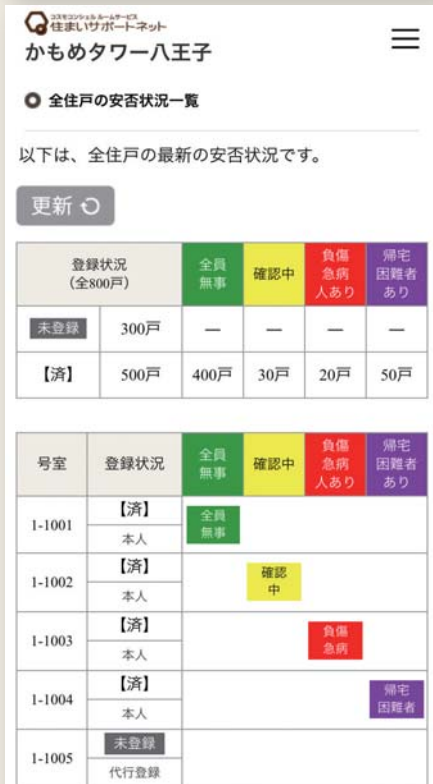 コスモコンシェル ルームサービス
住まいサポートネット
かもめタワー八王子
全住戸の安否状況一覧
以下は、全住戸の最新の安否状況です。
更新
登録状況
(全800戸)
全員
無事
確認中
負傷
急病
人あり
帰宅
困難者
あり
未登録 300戸 — — — —
【済】 500戸 400戸 30戸 20戸 50戸
号室 登録状況
全員
無事
確認中
負傷
急病
人あり
帰宅
困難者
あり
1-1001
【済】
本人
全員
無事
1-1002
【済】
本人
確認
中
1-1003
【済】
本人
負傷
急病
1-1004
【済】
本人
帰宅
困難者
1-1005
未登録
代行登録